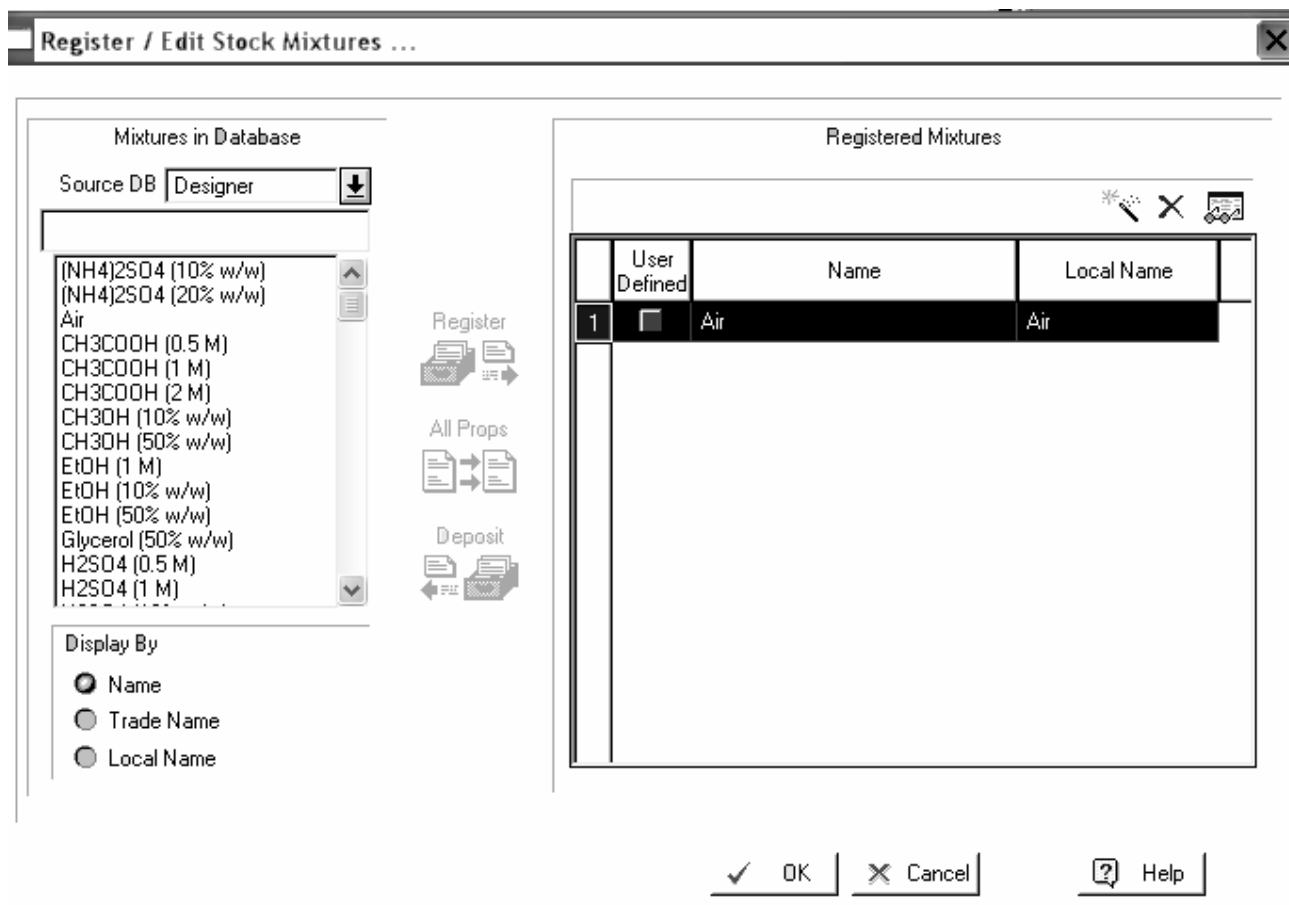 Register / Edit Stock Mixtures ...
Mixtures in Database
Source DB Designer
(NH4)2SO4 (10% w/w)
(NH4)2SO4 (20% w/w)
Air
CH3COOH (0.5 M)
CH3COOH (1 M)
CH3COOH (2 M)
CH3OH (10% w/w)
CH3OH (50% w/w)
EtOH (1 M)
EtOH (10% w/w)
EtOH (50% w/w)
Glycerol (50% w/w)
H2SO4 (0.5 M)
H2SO4 (1 M)
Display By
Name
Trade Name
Local Name
Register
All Props
Deposit
Registered Mixtures
User Defined Name Local Name
1 Air Air
OK Cancel Help